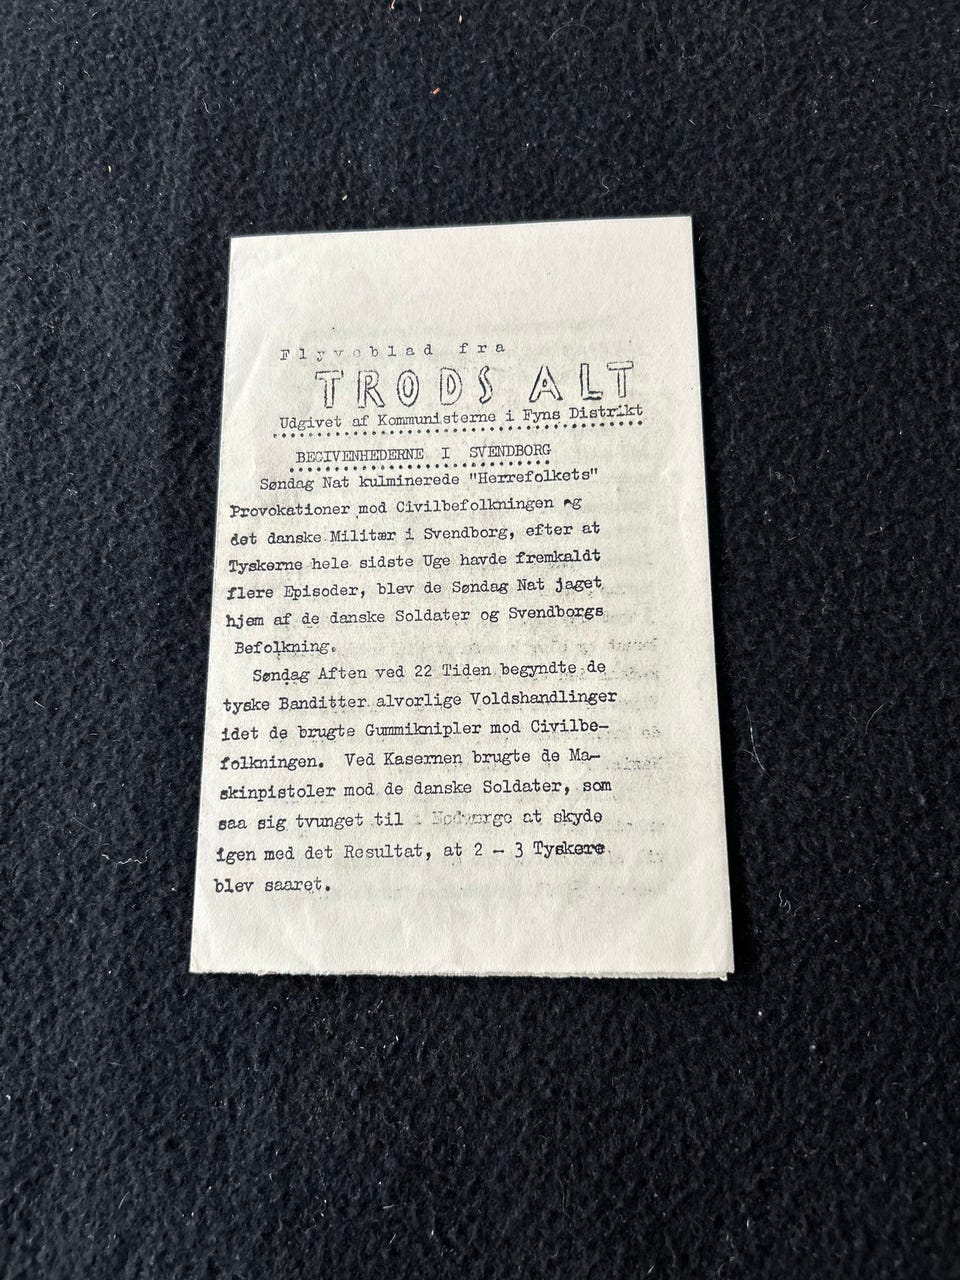 Flyveblad fra
TRODS ALT
Udgivet af Kommunisterne i Fyns Distrikt
BEGIVENHEDERNE I SVENDBORG
Søndag Nat kulminerede "Herrefolkets"
Provokationer mod Civilbefolkningen og
det danske Militær i Svendborg, efter at
Tyskerne hele sidste Uge havde fremkaldt
flere Episoder, blev de Søndag Nat jaget
hjem af de danske Soldater og Svendborgs
Befolkning.
Søndag Aften ved 22 Tiden begyndte de
tyske Banditter alvorlige Voldshandlinger
idet de brugte Gummiknipler mod Civilbe-
folkningen. Ved Kasernen brugte de Ma-
skinpistoler mod de danske Soldater, som
saa sig tvunget til i Nødværge at skyde
igen med det Resultat, at 2 - 3 Tyskere
blev saaret.